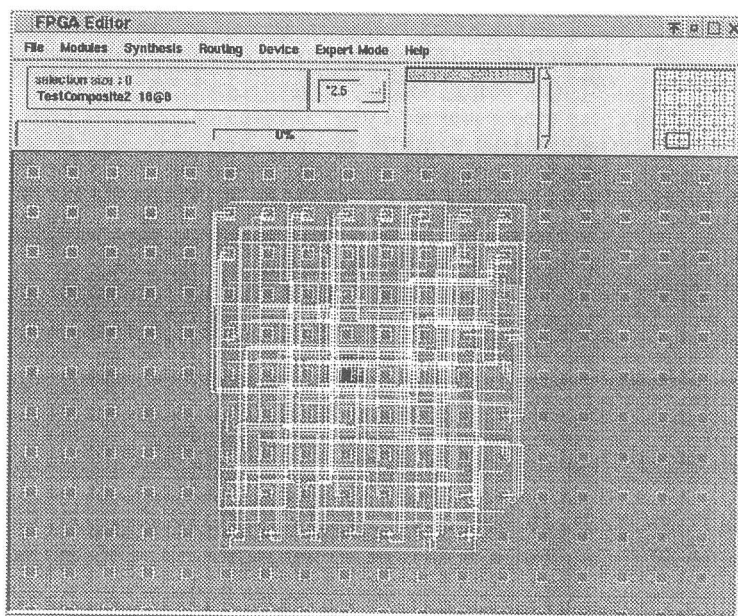 FPGA Editor
File Modules Synthesis Routing Device Expert Mode Help
selection size : 0
TestComposite2 10@0
*2.5 ...
0%